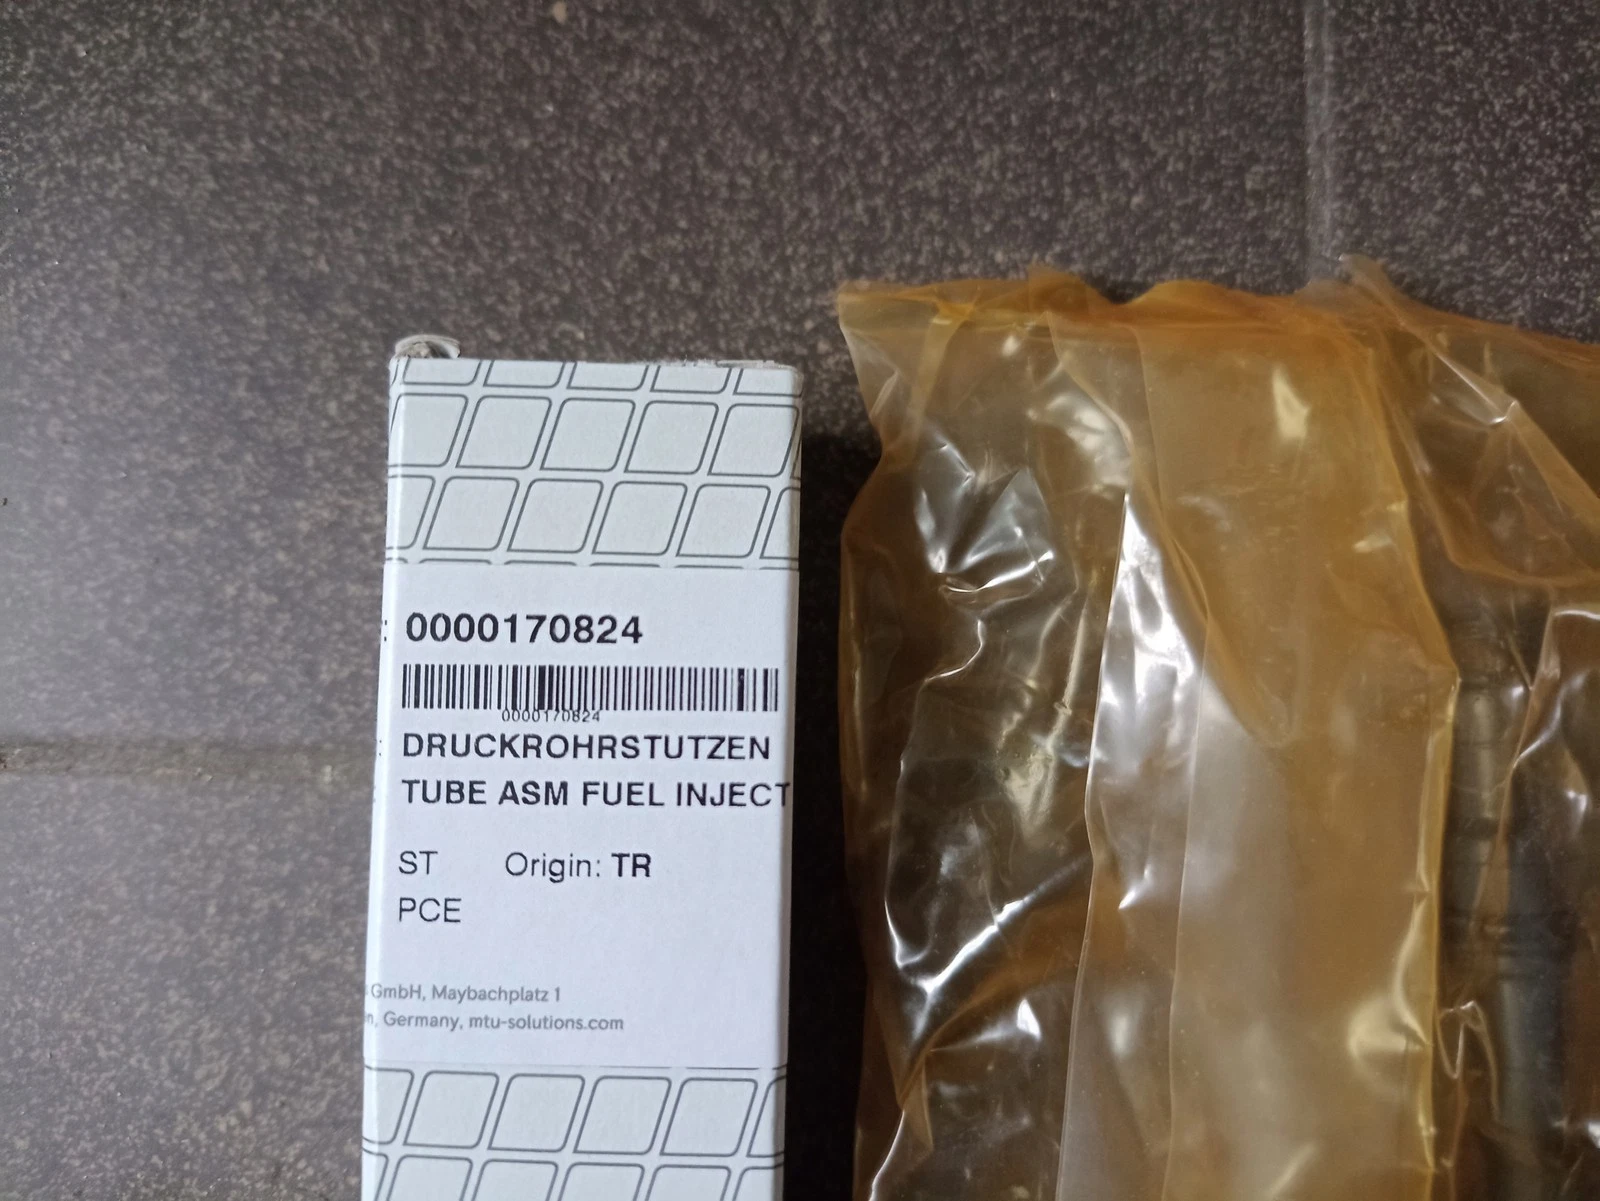 : 0000170824
0000170824
: DRUCKROHRSTUTZEN
TUBE ASM FUEL INJECT
ST Origin: TR
PCE
GmbH, Maybachplatz 1
n, Germany, mtu-solutions.com